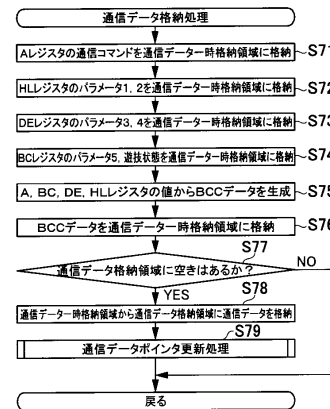 通信データ格納処理
Aレジスタの通信コマンドを通信データ一時格納領域に格納
S71
HLレジスタのパラメータ1, 2を通信データ一時格納領域に格納
S72
DEレジスタのパラメータ3, 4を通信データ一時格納領域に格納
S73
BCレジスタのパラメータ5, 遊技状態を通信データ一時格納領域に格納
S74
A, BC, DE, HLレジスタの値からBCCデータを生成
S75
BCCデータを通信データ一時格納領域に格納
S76
S77
通信データ格納領域に空きはあるか?
NO
YES
S78
通信データ一時格納領域から通信データ格納領域に通信データを格納
S79
通信データポインタ更新処理
戻る